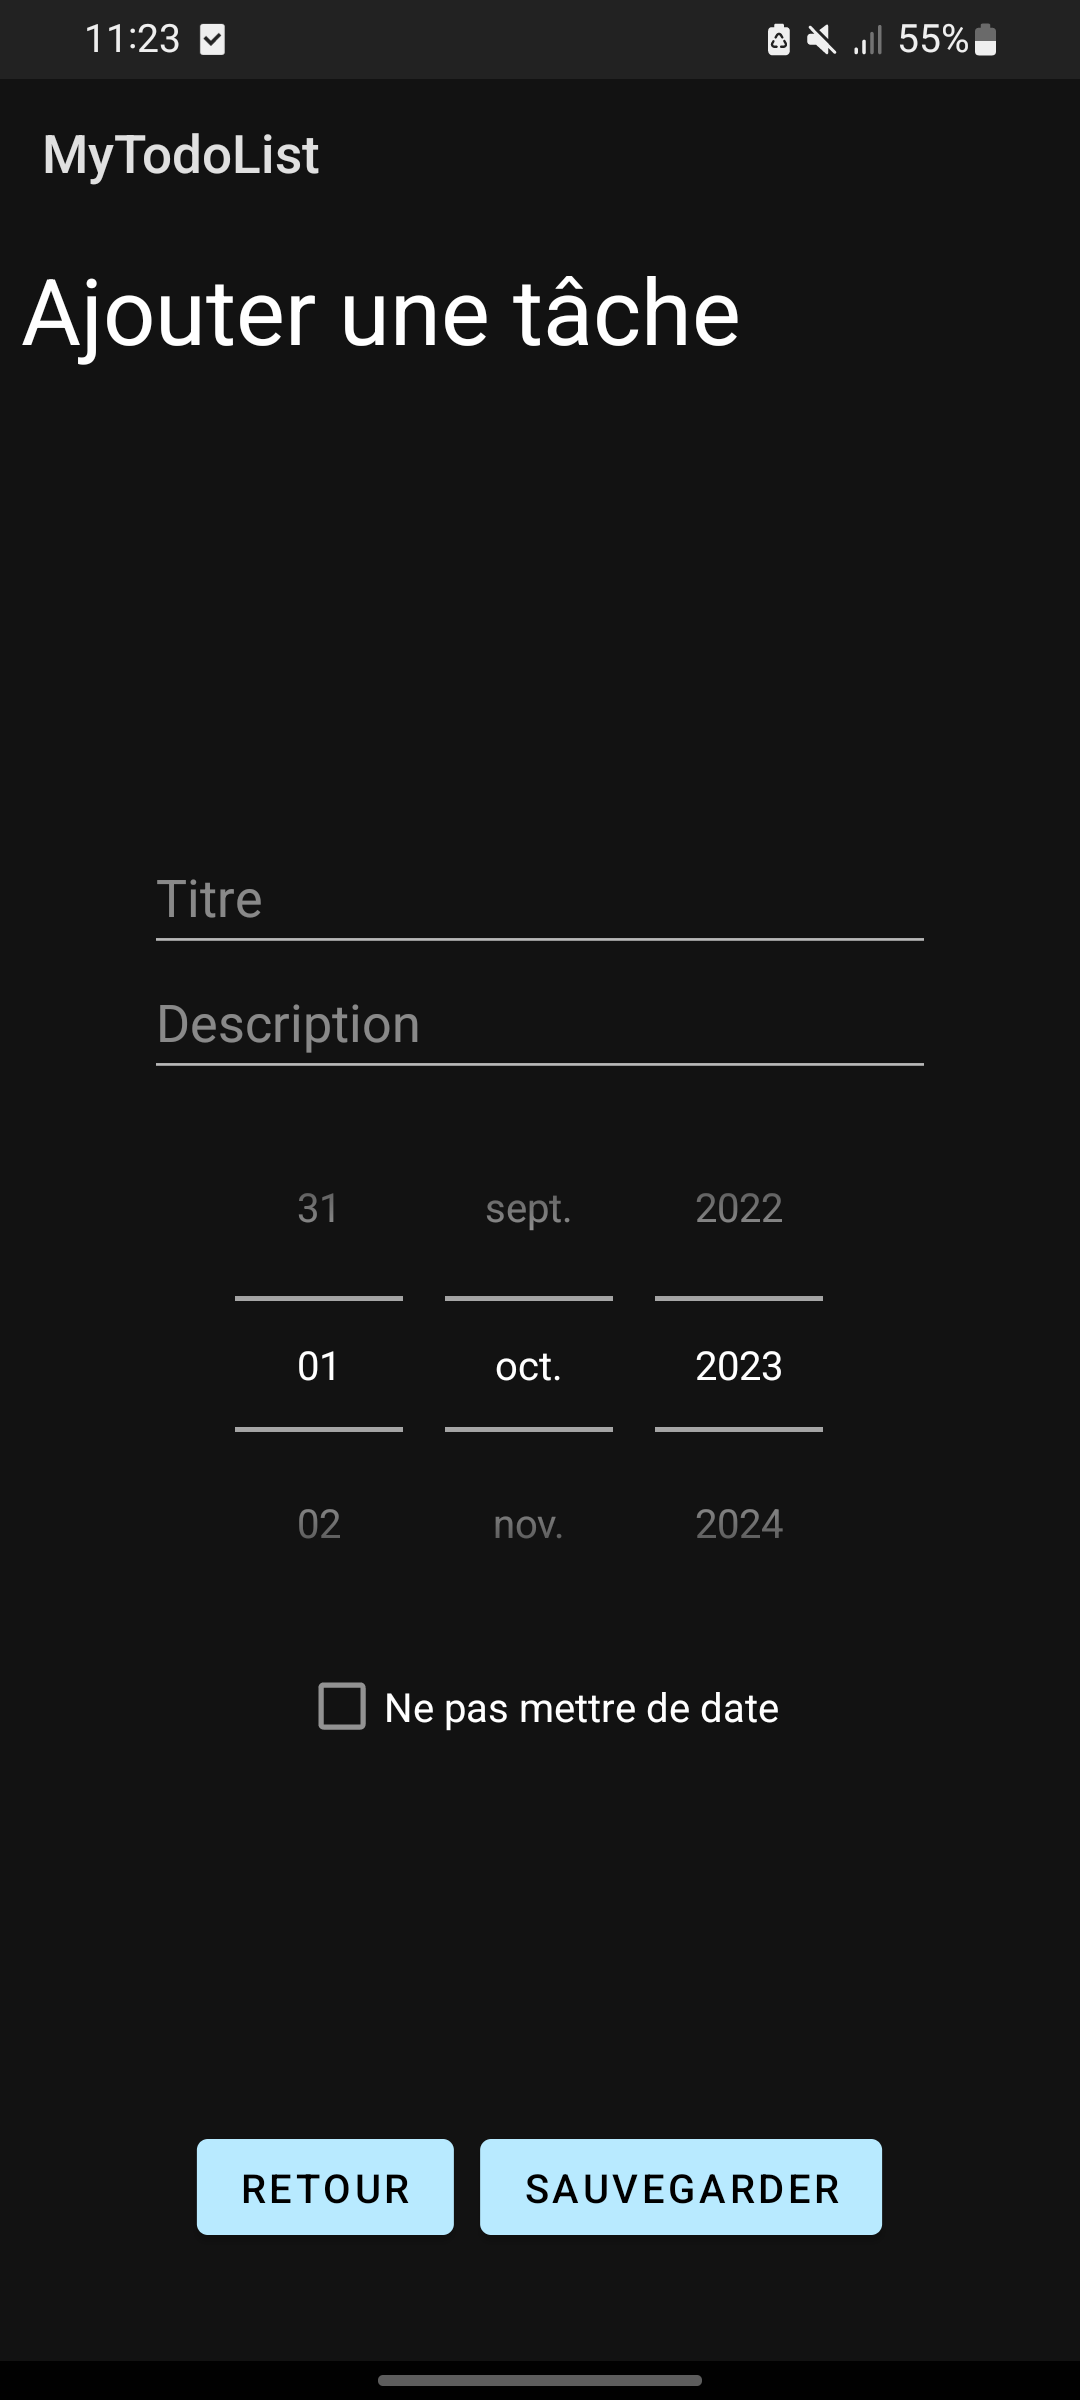 11:23 55%
MyTodoList
Ajouter une tâche
Titre
Description
31 sept. 2022
01 oct. 2023
02 nov. 2024
Ne pas mettre de date
RETOUR SAUVEGARDER